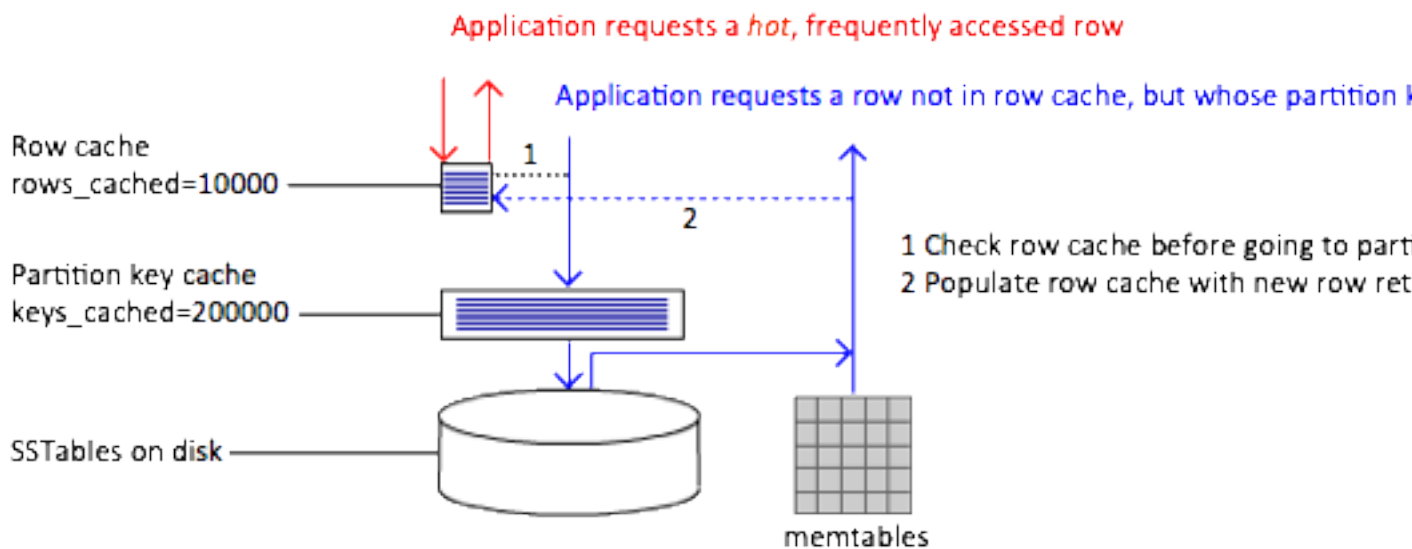 Application requests a hot, frequently accessed row
Application requests a row not in row cache, but whose partition
Row cache
rows_cached=10000
1
2
1 Check row cache before going to
2 Populate row cache with new row
Partition key cache
keys_cached=200000
SSTables on disk
memtables